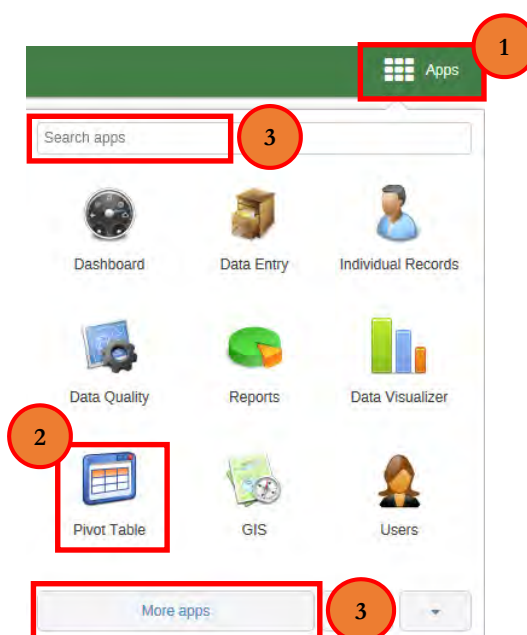 1
Apps
Search apps
3
Dashboard Data Entry Individual Records
Data Quality Reports Data Visualizer
2
Pivot Table GIS Users
More apps
3